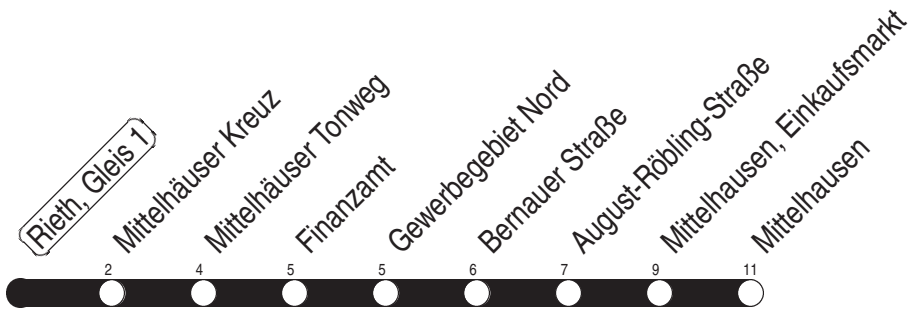 Rieth, Gleis 1
Mittelhäuser Kreuz
Mittelhäuser Tonweg
Finanzamt
Gewerbegebiet Nord
Bernauer Straße
August-Röbling-Straße
Mittelhausen, Einkaufsmarkt
Mittelhausen
2 4 5 5 6 7 9 11